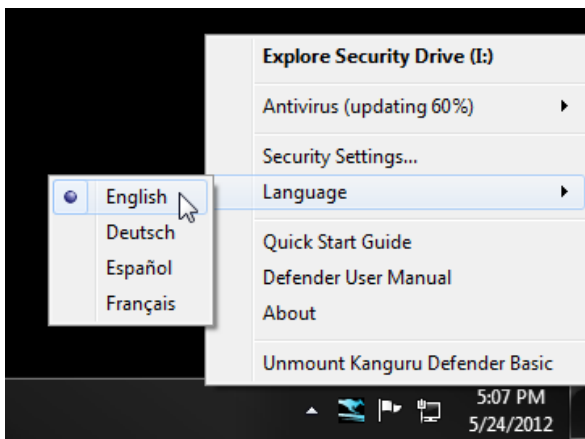 Explore Security Drive (I:)
Antivirus (updating 60%)
Security Settings...
Language
English
Deutsch
Español
Français
Quick Start Guide
Defender User Manual
About
Unmount Kanguru Defender Basic
5:07 PM
5/24/2012